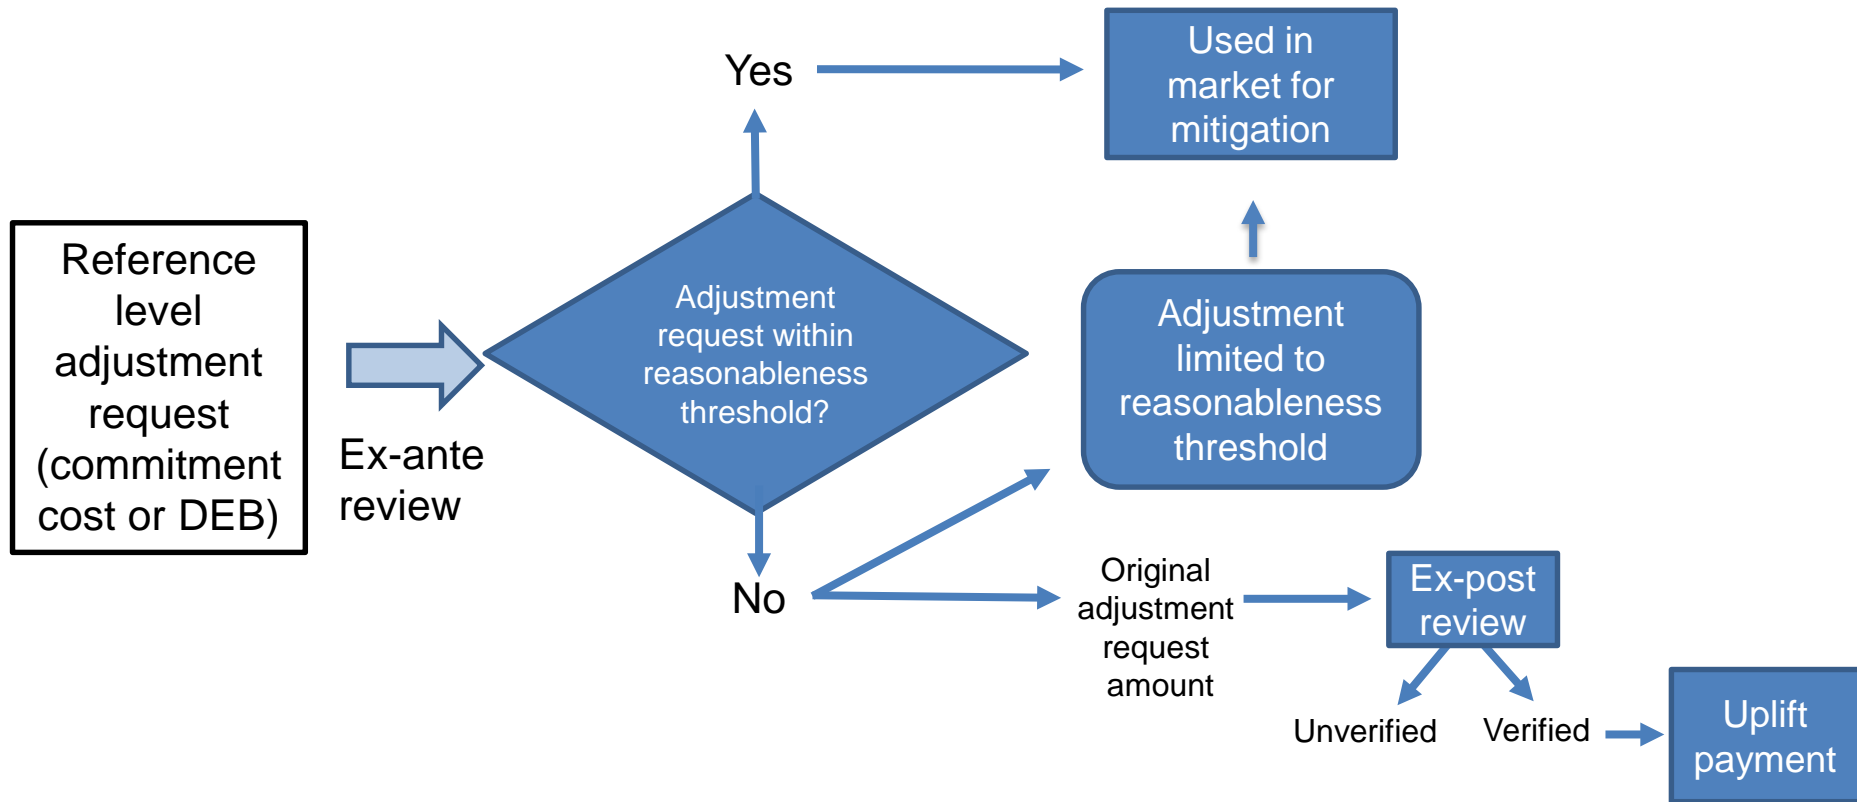 Reference
level
adjustment
request
(commitment
cost or DEB)
Ex-ante
review
Adjustment
request within
reasonableness
threshold?
Yes
Used in
market for
mitigation
No
Adjustment
limited to
reasonableness
threshold
Original
adjustment
request
amount
Ex-post
review
Unverified
Verified
Uplift
payment